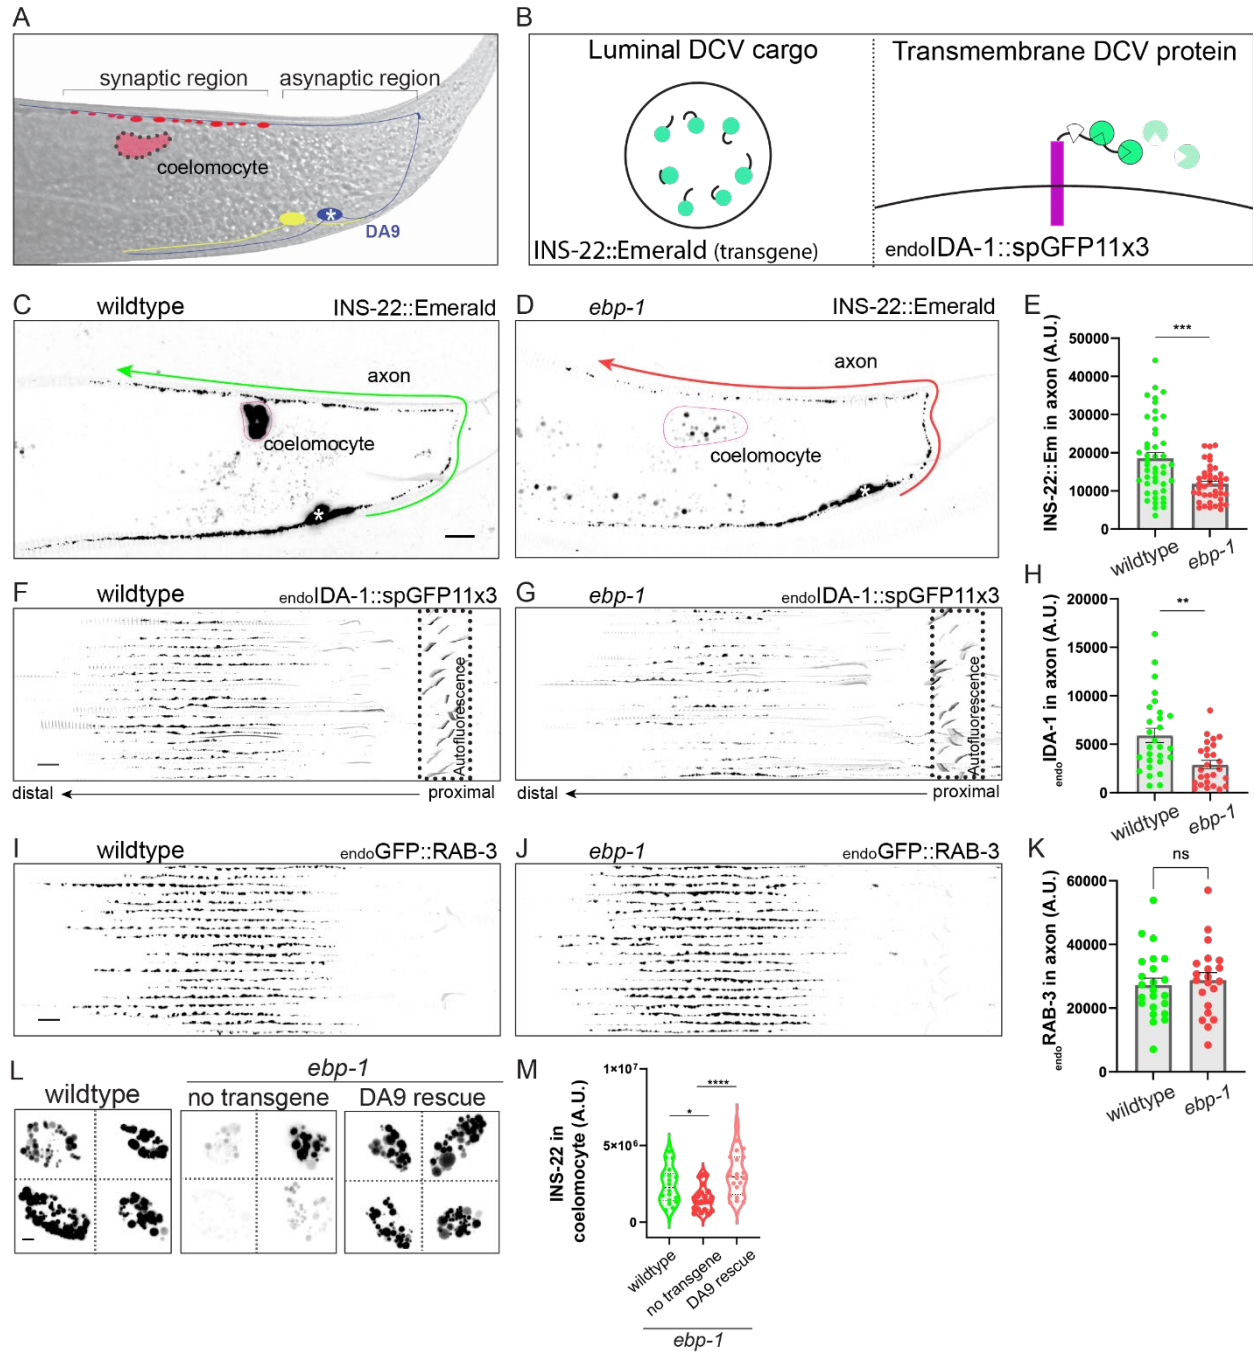 A
synaptic region
asynaptic region
coelomocyte
*
DA9
B
Luminal DCV cargo
Transmembrane DCV protein
INS-22::Emerald (transgene)
endoIDA-1::spGFP11x3
C
wildtype
INS-22::Emerald
axon
coelomocyte
*
D
ebp-1
INS-22::Emerald
axon
coelomocyte
*
E
INS-22::Em in axon (A.U.)
50000
40000
30000
20000
10000
0
***
wildtype
ebp-1
F
wildtype
endoIDA-1::spGFP11x3
Autofluorescence
distal
proximal
G
ebp-1
endoIDA-1::spGFP11x3
Autofluorescence
distal
proximal
H
endoIDA-1 in axon (A.U.)
20000
15000
10000
5000
0
**
wildtype
ebp-1
I
wildtype
endoGFP::RAB-3
J
ebp-1
endoGFP::RAB-3
K
endoRAB-3 in axon (A.U.)
60000
40000
20000
0
ns
wildtype
ebp-1
L
wildtype
ebp-1
no transgene
DA9 rescue
M
INS-22 in
coelomocyte (A.U.)
1×10⁷
5×10⁶
0
*
****
wildtype
no transgene
DA9 rescue
ebp-1